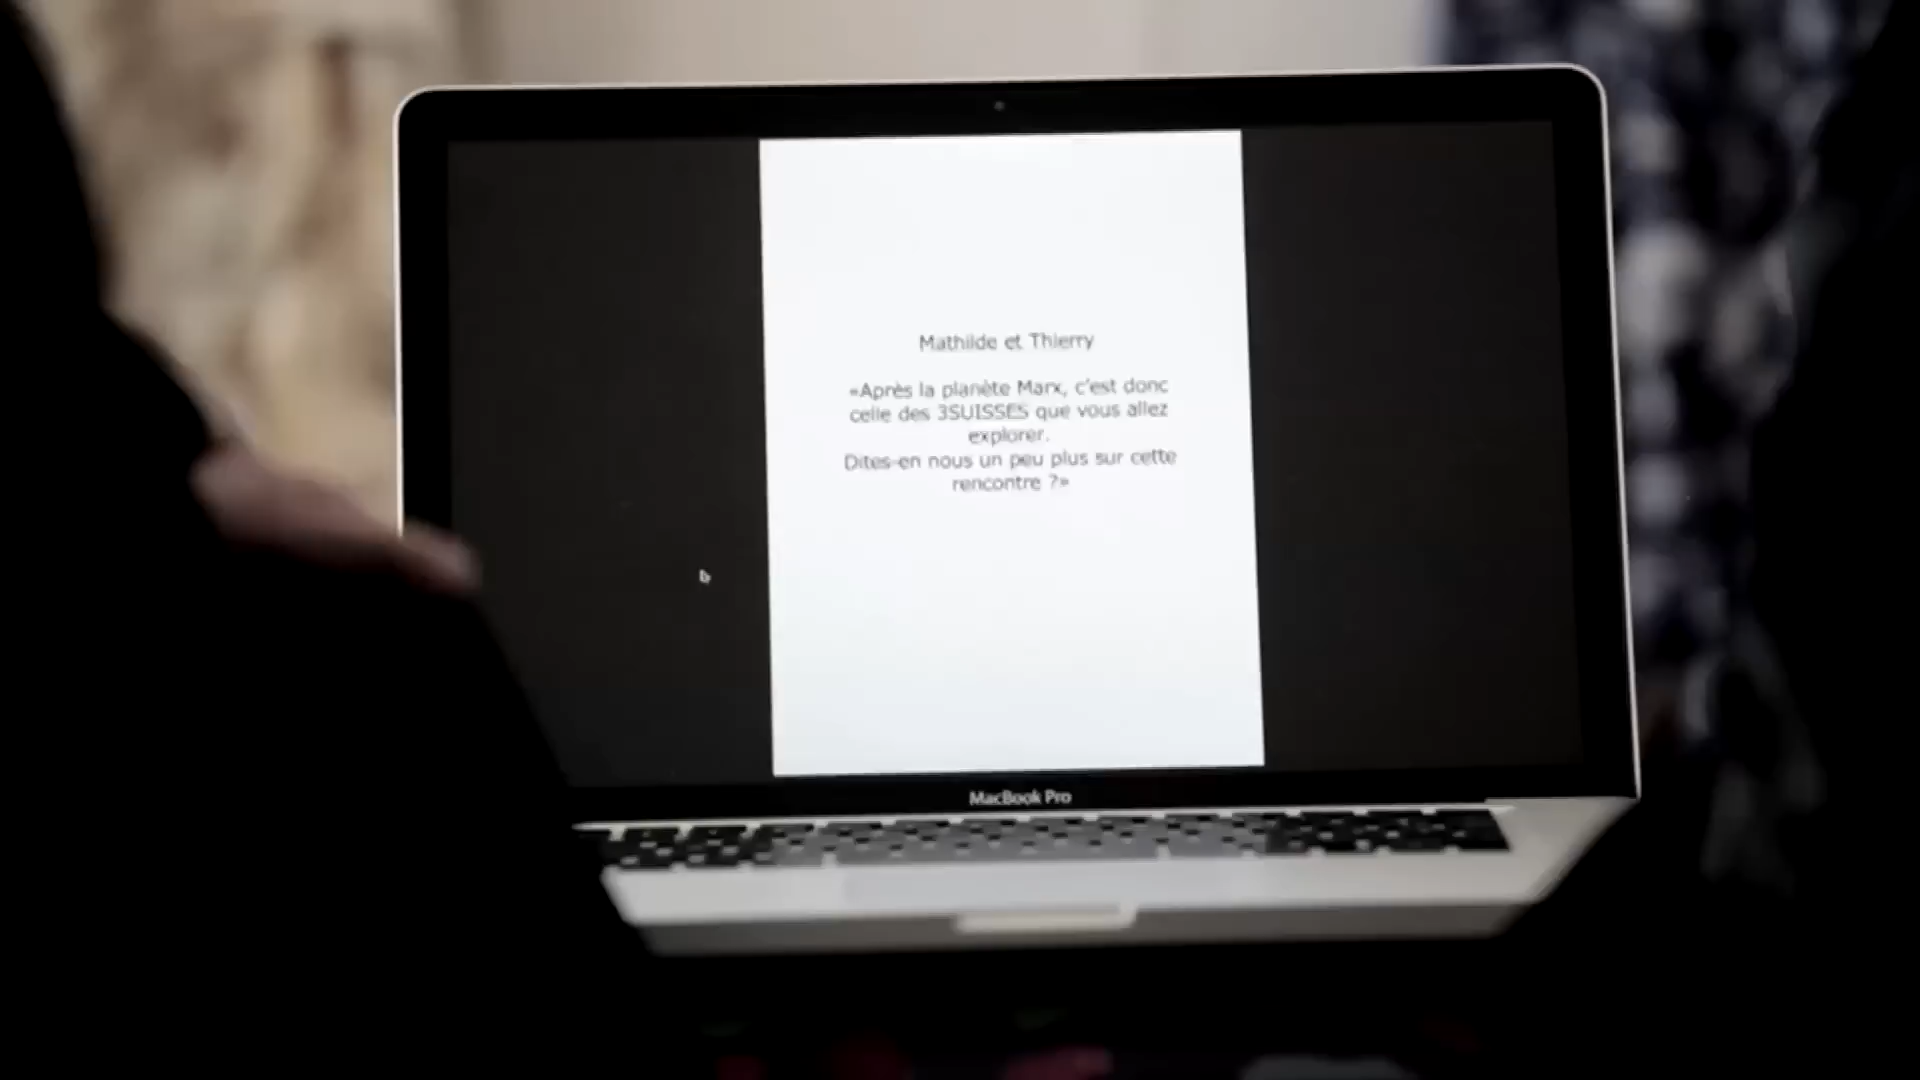 Mathilde et Thierry
«Après la planète Marx, c'est donc
celle des 3SUISSES que vous allez
explorer.
Dites-en nous un peu plus sur cette
rencontre ?»
MacBook Pro